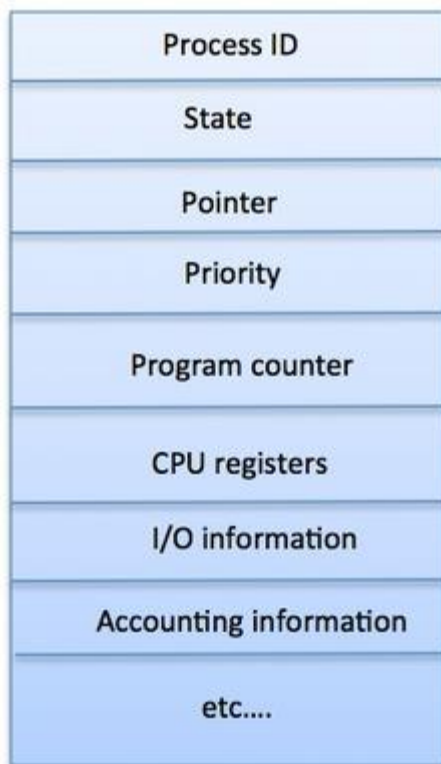 Process ID
State
Pointer
Priority
Program counter
CPU registers
I/O information
Accounting information
etc....